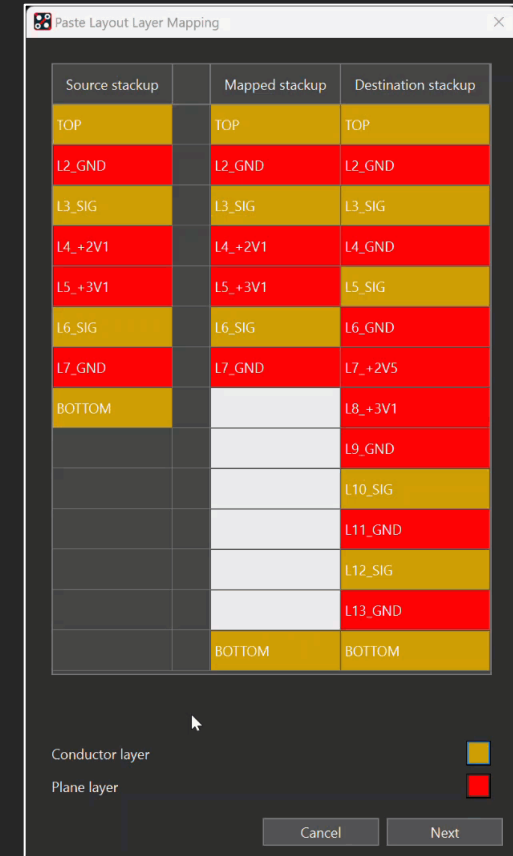 Paste Layout Layer Mapping
Source stackup Mapped stackup Destination stackup
TOP TOP TOP
L2_GND L2_GND L2_GND
L3_SIG L3_SIG L3_SIG
L4_+2V1 L4_+2V1 L4_GND
L5_+3V1 L5_+3V1 L5_SIG
L6_SIG L6_SIG L6_GND
L7_GND L7_GND L7_+2V5
BOTTOM L8_+3V1
L9_GND
L10_SIG
L11_GND
L12_SIG
L13_GND
BOTTOM BOTTOM
Conductor layer
Plane layer
Cancel Next